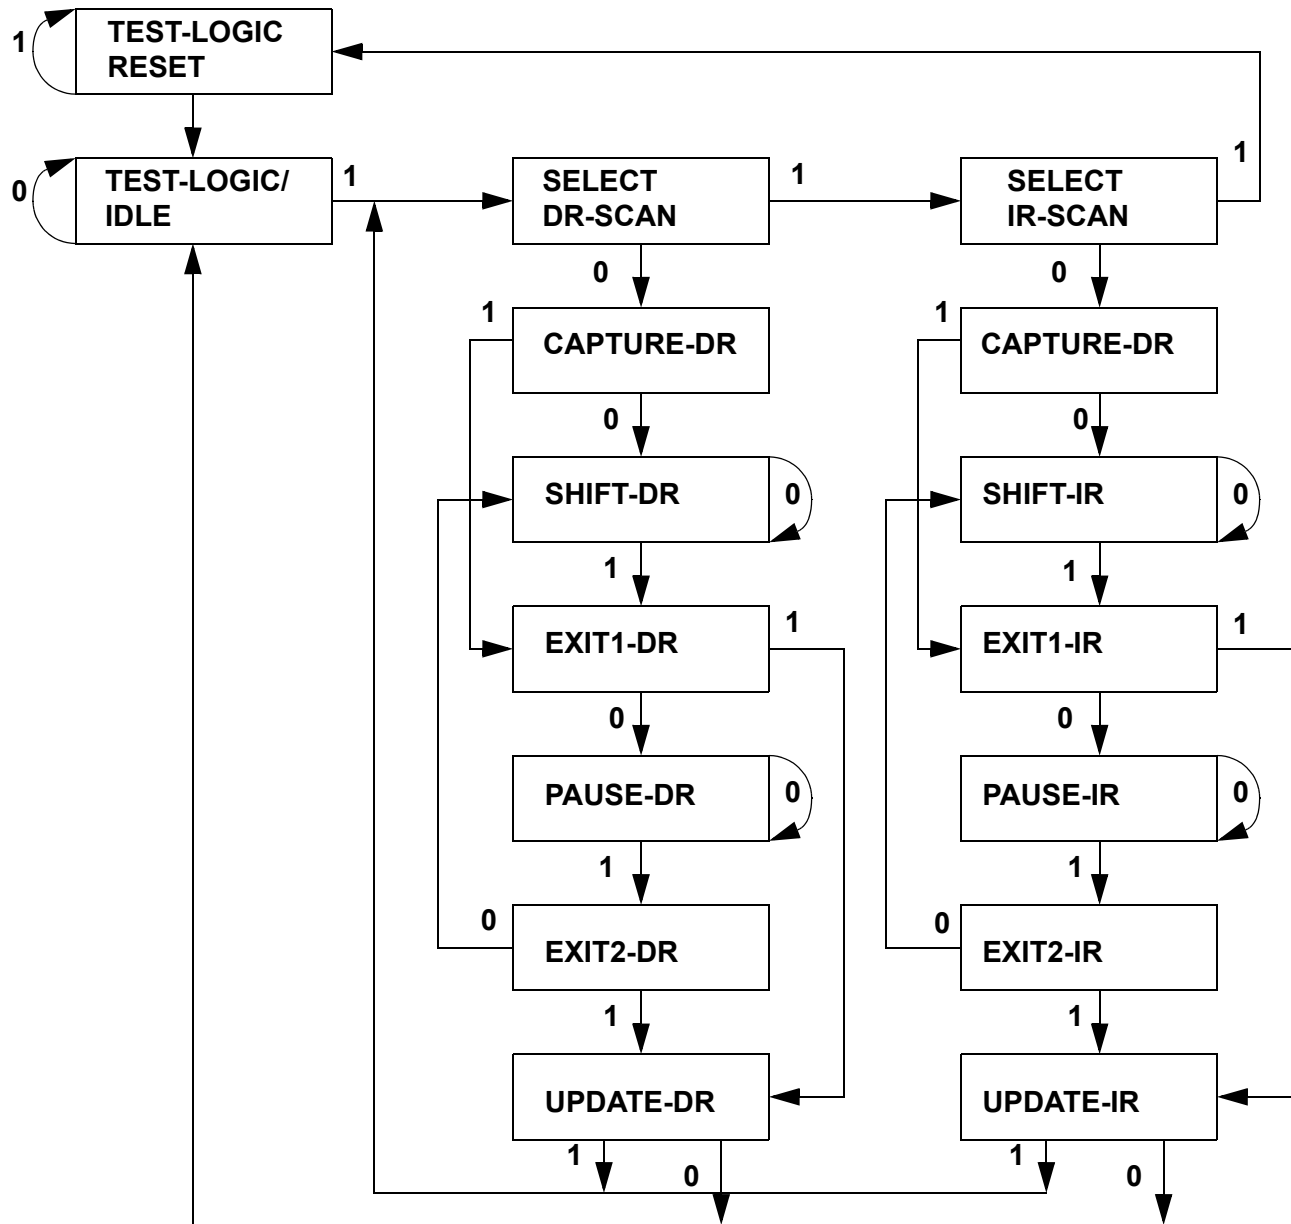 1
TEST-LOGIC
RESET
0
TEST-LOGIC/
IDLE
1
SELECT
DR-SCAN
1
SELECT
IR-SCAN
1
0
0
1
CAPTURE-DR
1
CAPTURE-DR
0
0
SHIFT-DR
0
SHIFT-IR
0
1
1
EXIT1-DR
1
EXIT1-IR
1
0
0
PAUSE-DR
0
PAUSE-IR
0
1
1
0
EXIT2-DR
0
EXIT2-IR
1
1
UPDATE-DR
UPDATE-IR
1
0
1
0